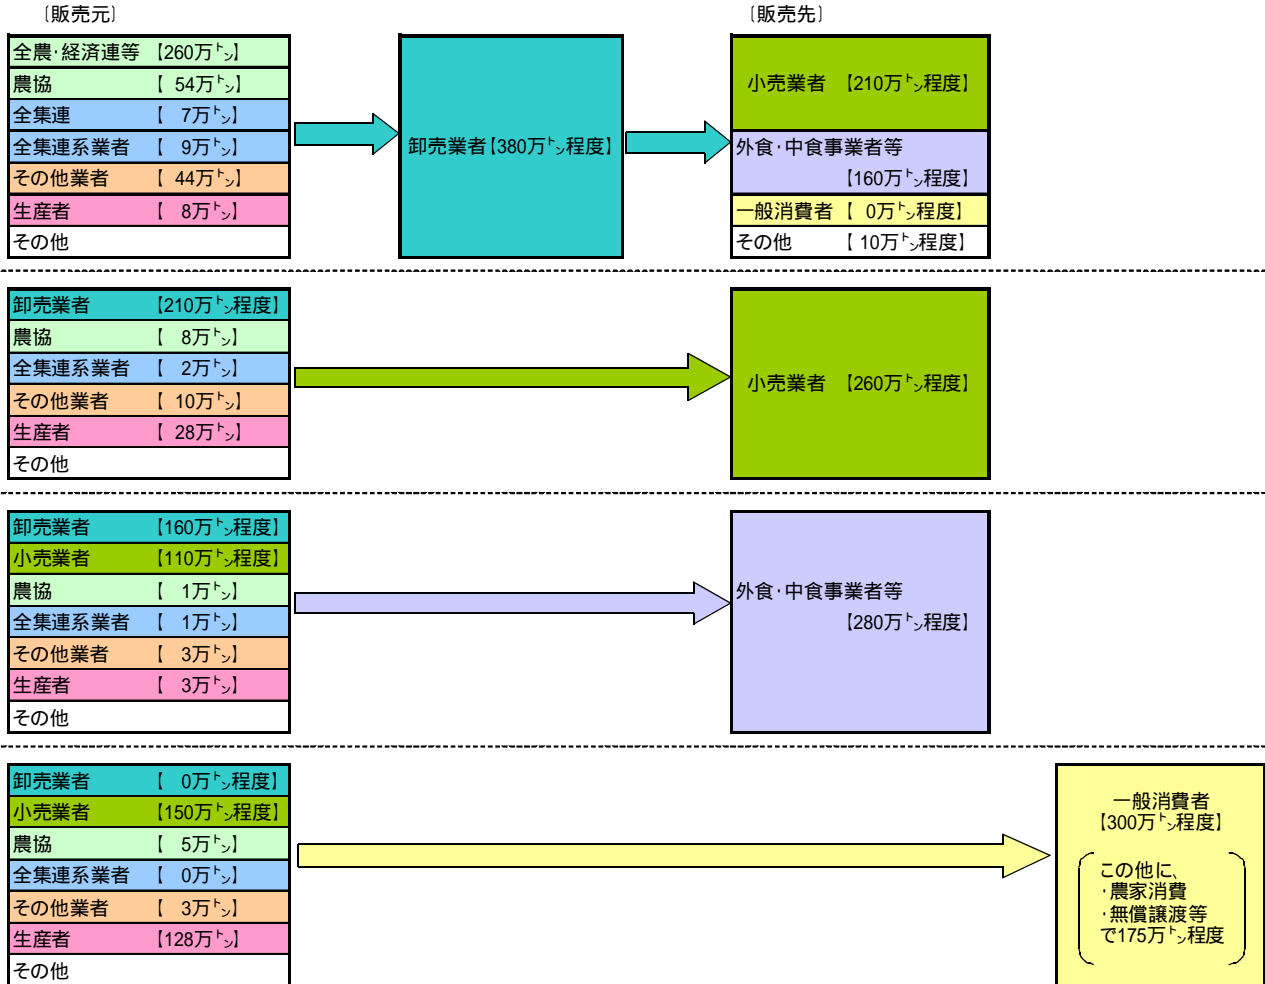 〔販売元〕
〔販売先〕
全農・経済連等 【260万㌧】
農協 【 54万㌧】
全集連 【 7万㌧】
全集連系業者 【 9万㌧】
その他業者 【 44万㌧】
生産者 【 8万㌧】
その他
卸売業者【380万㌧程度】
小売業者 【210万㌧程度】
外食・中食事業者等
【160万㌧程度】
一般消費者 【 0万㌧程度】
その他 【 10万㌧程度】
卸売業者 【210万㌧程度】
農協 【 8万㌧】
全集連系業者 【 2万㌧】
その他業者 【 10万㌧】
生産者 【 28万㌧】
その他
小売業者 【260万㌧程度】
卸売業者 【160万㌧程度】
小売業者 【110万㌧程度】
農協 【 1万㌧】
全集連系業者 【 1万㌧】
その他業者 【 3万㌧】
生産者 【 3万㌧】
その他
外食・中食事業者等
【280万㌧程度】
卸売業者 【 0万㌧程度】
小売業者 【150万㌧程度】
農協 【 5万㌧】
全集連系業者 【 0万㌧】
その他業者 【 3万㌧】
生産者 【128万㌧】
その他
一般消費者
【300万㌧程度】
この他に、
・農家消費
・無償譲渡等
で175万㌧程度